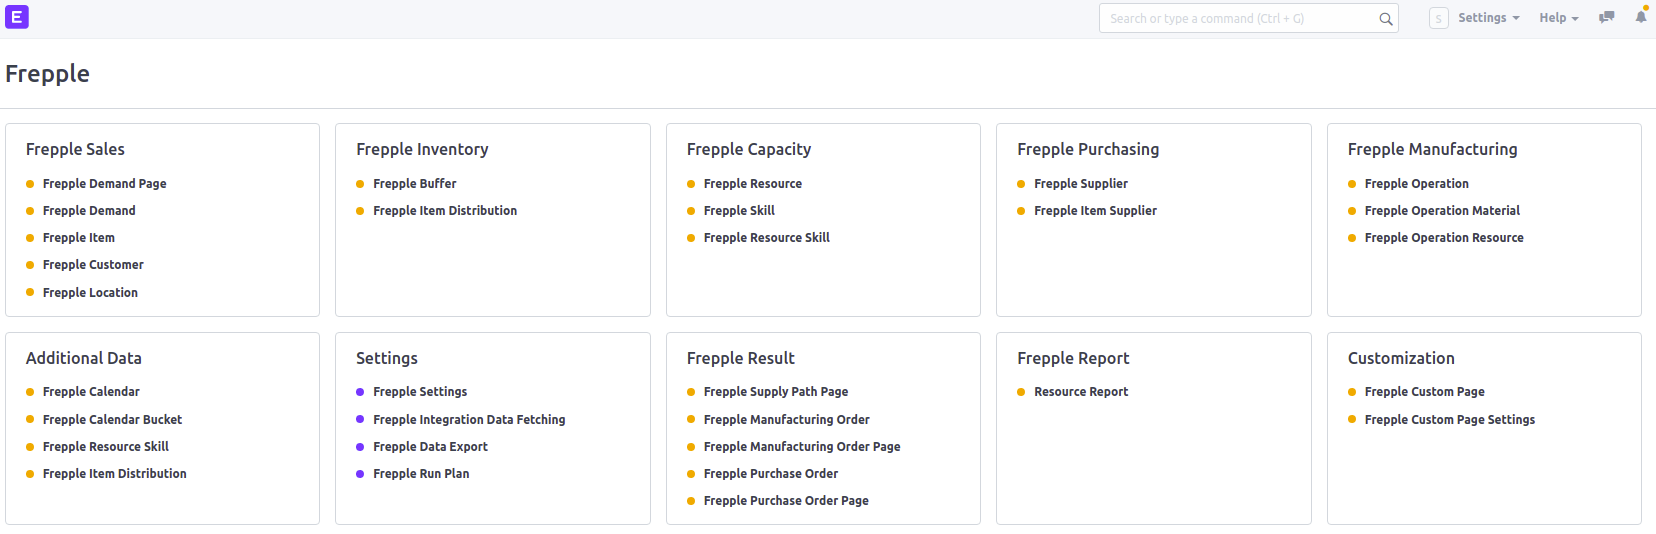 E
Search or type a command (Ctrl + G)
S
Settings
Help
Frepple
Frepple Sales
Frepple Demand Page
Frepple Demand
Frepple Item
Frepple Customer
Frepple Location
Frepple Inventory
Frepple Buffer
Frepple Item Distribution
Frepple Capacity
Frepple Resource
Frepple Skill
Frepple Resource Skill
Frepple Purchasing
Frepple Supplier
Frepple Item Supplier
Frepple Manufacturing
Frepple Operation
Frepple Operation Material
Frepple Operation Resource
Additional Data
Frepple Calendar
Frepple Calendar Bucket
Frepple Resource Skill
Frepple Item Distribution
Settings
Frepple Settings
Frepple Integration Data Fetching
Frepple Data Export
Frepple Run Plan
Frepple Result
Frepple Supply Path Page
Frepple Manufacturing Order
Frepple Manufacturing Order Page
Frepple Purchase Order
Frepple Purchase Order Page
Frepple Report
Resource Report
Customization
Frepple Custom Page
Frepple Custom Page Settings